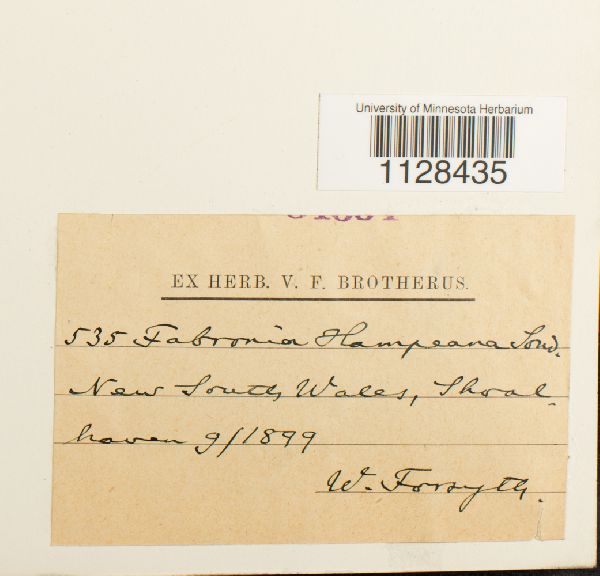 University of Minnesota Herbarium
1128435
EX HERB. V. F. BROTHERUS.
535 Fabronia Hampeana Sond.
New South Wales, Shoal-
haven 9/1899
W. Forsyth.